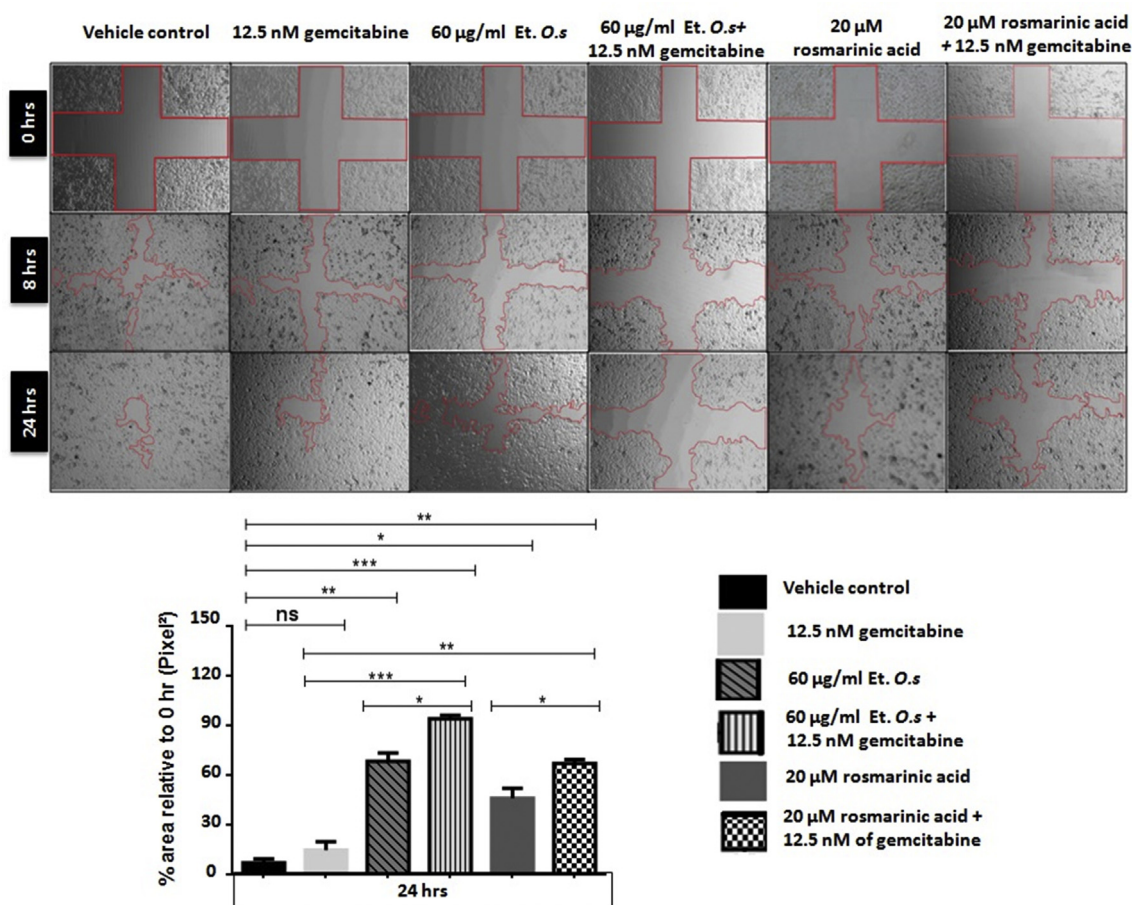 Vehicle control
12.5 nM gemcitabine
60 µg/ml Et. O.s
60 µg/ml Et. O.s+
12.5 nM gemcitabine
20 µM
rosmarinic acid
20 µM rosmarinic acid
+ 12.5 nM gemcitabine
0 hrs
8 hrs
24 hrs
**
*
***
**
ns
**
***
*
*
% area relative to 0 hr (Pixel²)
150
120
90
60
30
0
24 hrs
Vehicle control
12.5 nM gemcitabine
60 µg/ml Et. O.s
60 µg/ml Et. O.s +
12.5 nM gemcitabine
20 µM rosmarinic acid
20 µM rosmarinic acid +
12.5 nM of gemcitabine